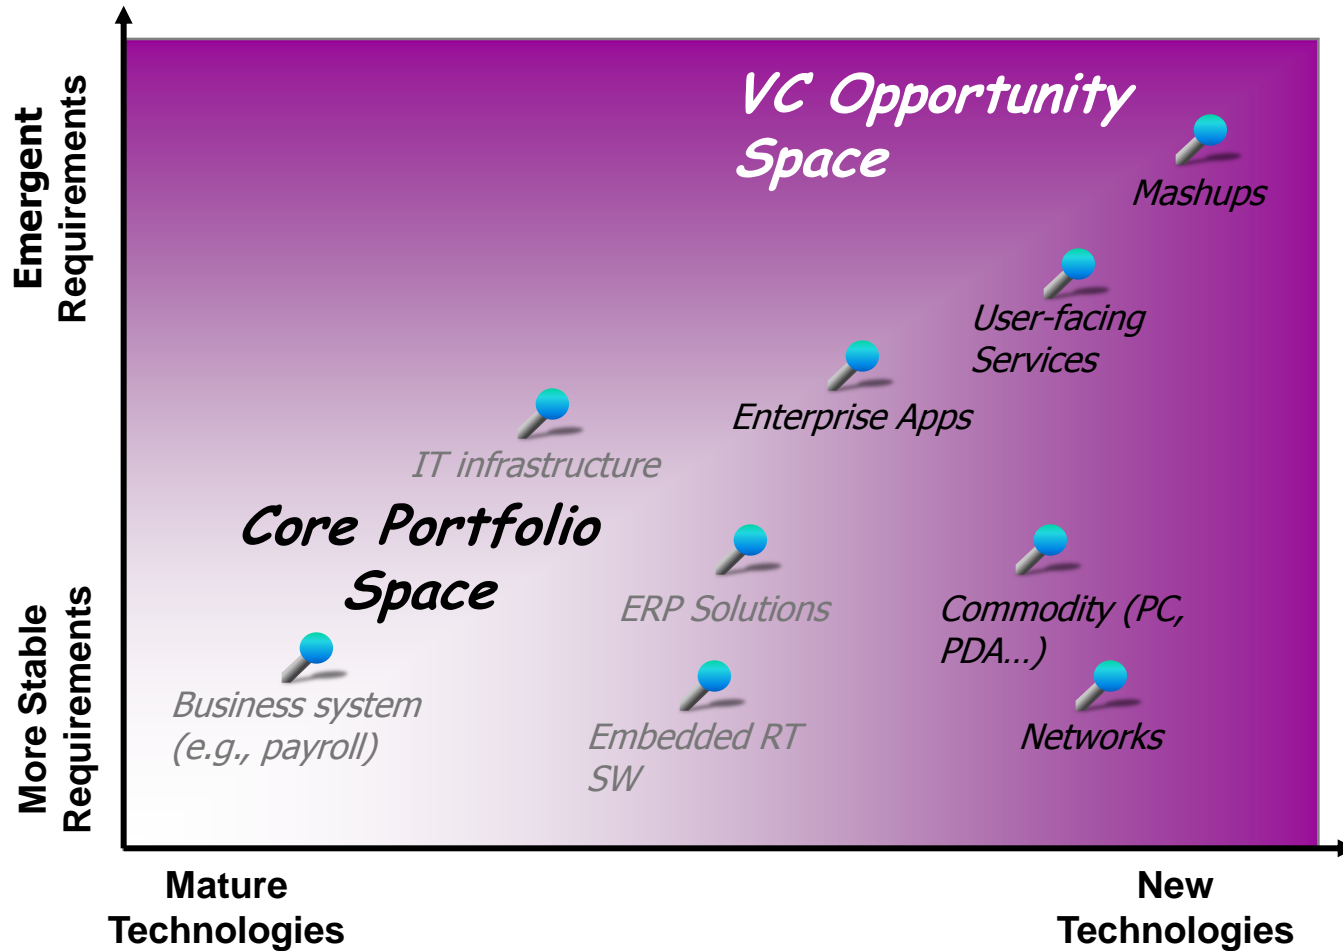 Emergent
Requirements
More Stable
Requirements
VC Opportunity
Space
Mashups
User-facing
Services
Enterprise Apps
IT infrastructure
Core Portfolio
Space
ERP Solutions
Commodity (PC,
PDA...)
Business system
(e.g., payroll)
Embedded RT
SW
Networks
Mature
Technologies
New
Technologies